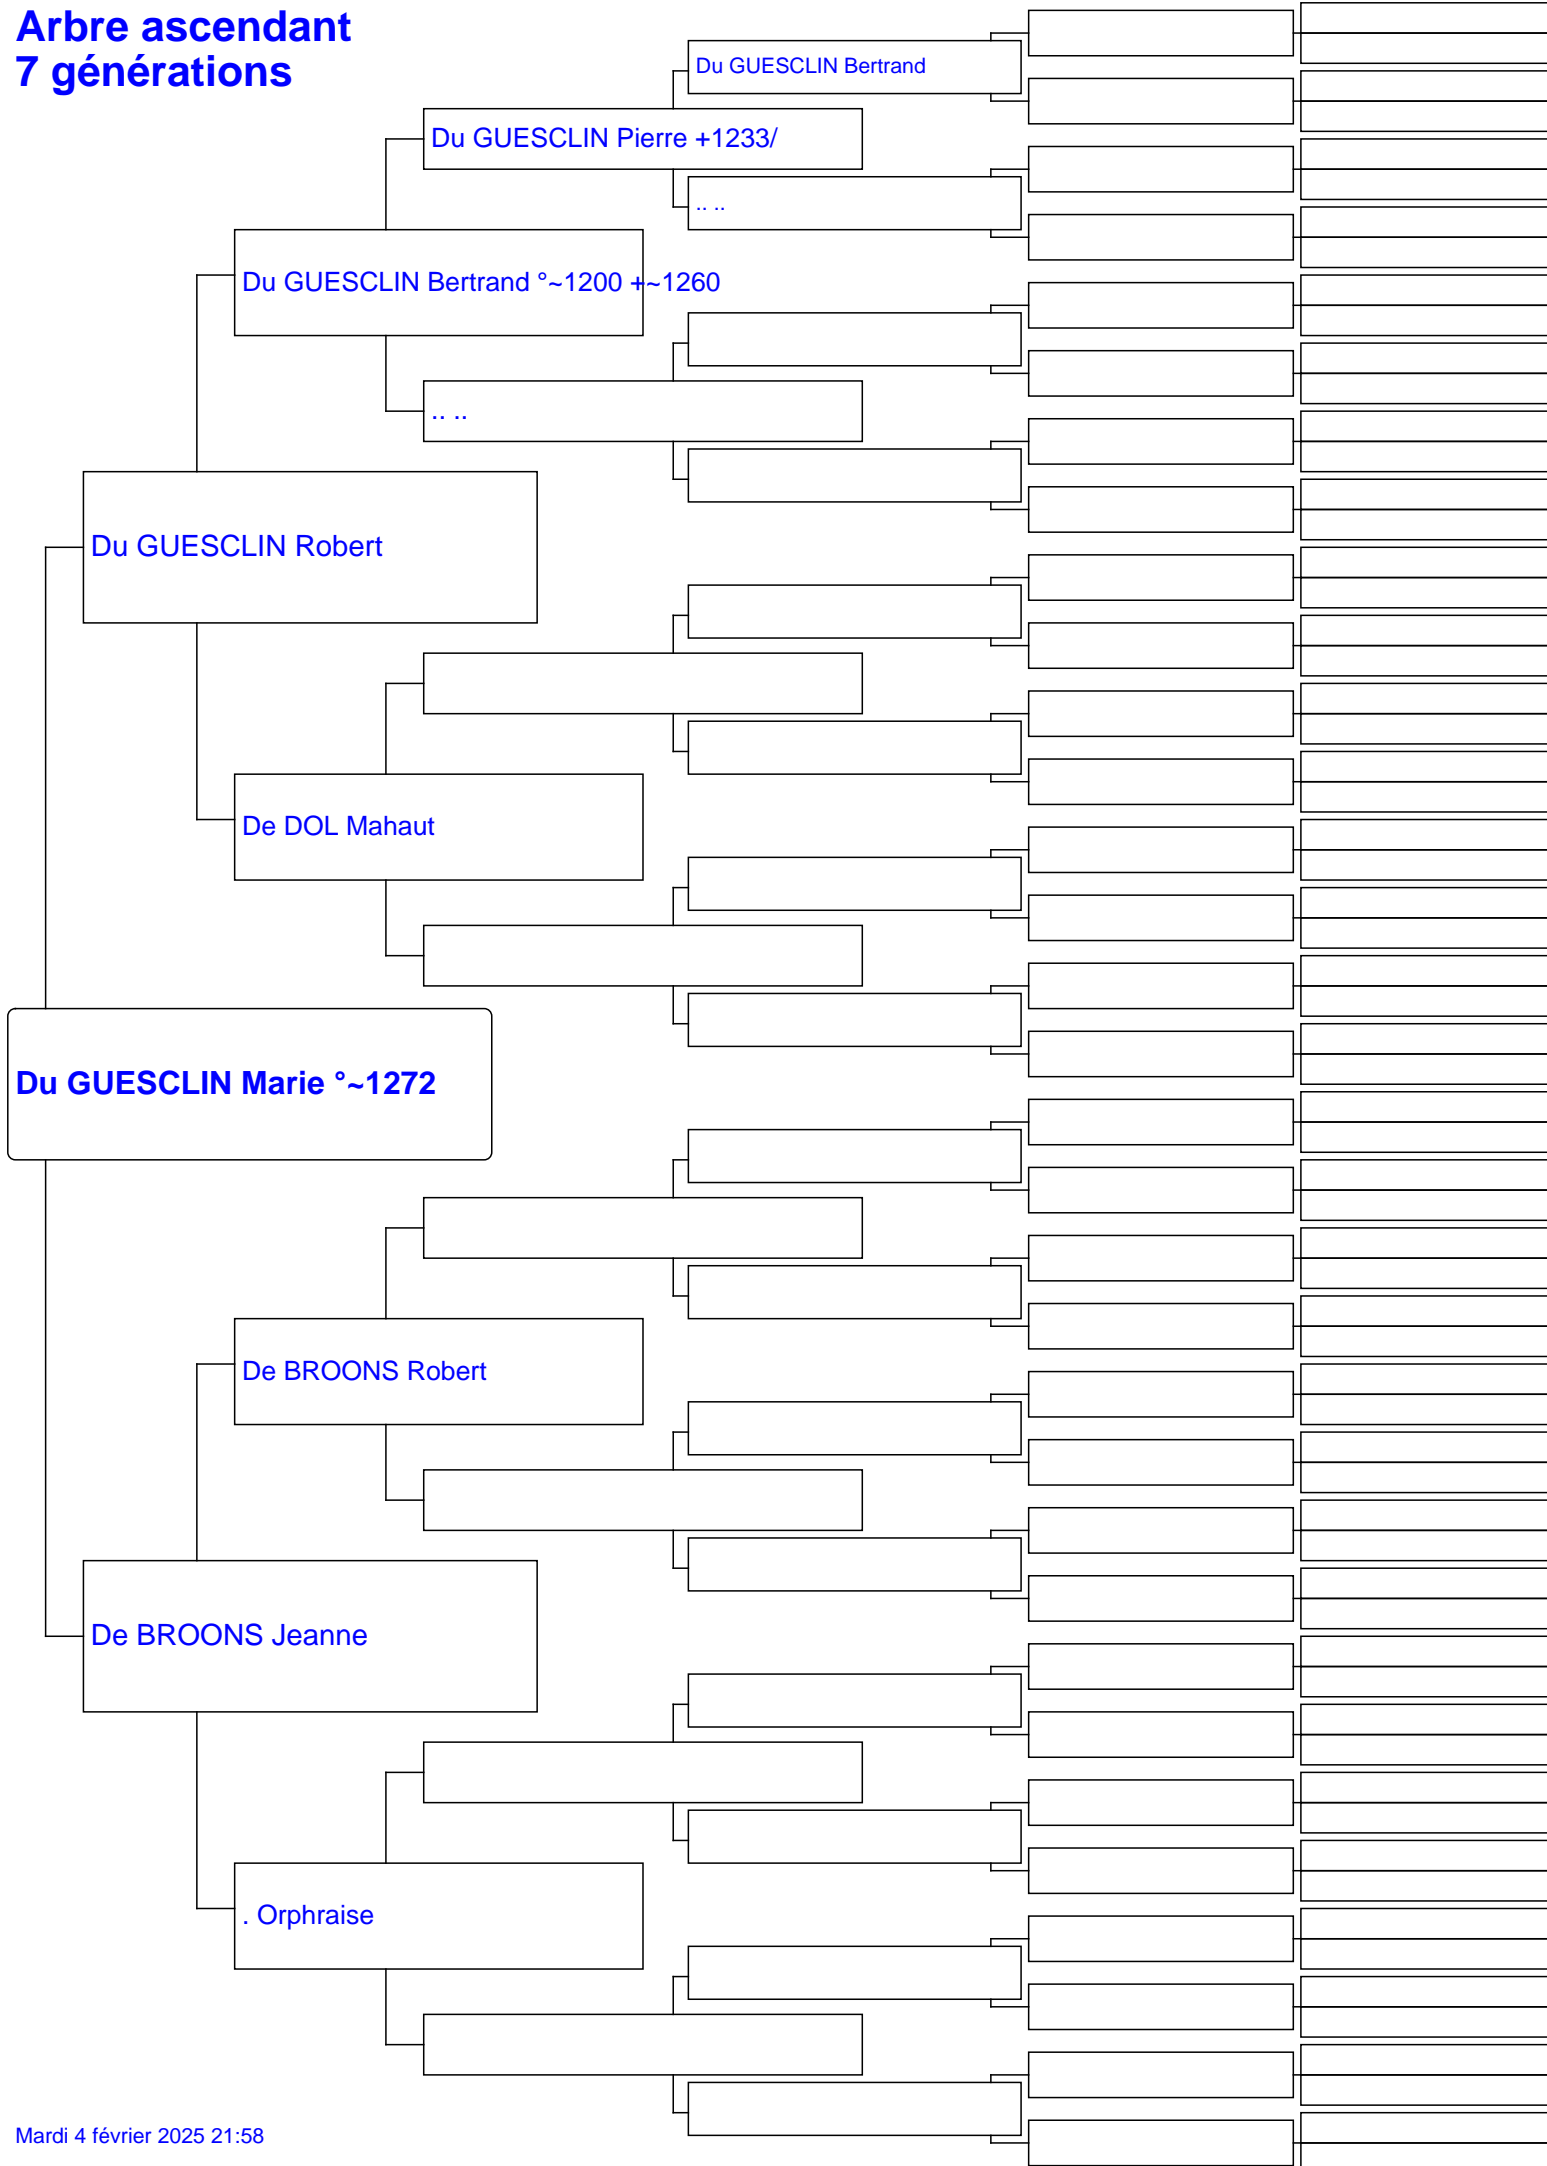 Arbre ascendant
7 générations
Du GUESCLIN Bertrand
Du GUESCLIN Pierre +1233/
.. ..
Du GUESCLIN Bertrand °~1200 +~1260
.. ..
Du GUESCLIN Robert
De DOL Mahaut
Du GUESCLIN Marie °~1272
De BROONS Robert
De BROONS Jeanne
. Orphraise
Mardi 4 février 2025 21:58